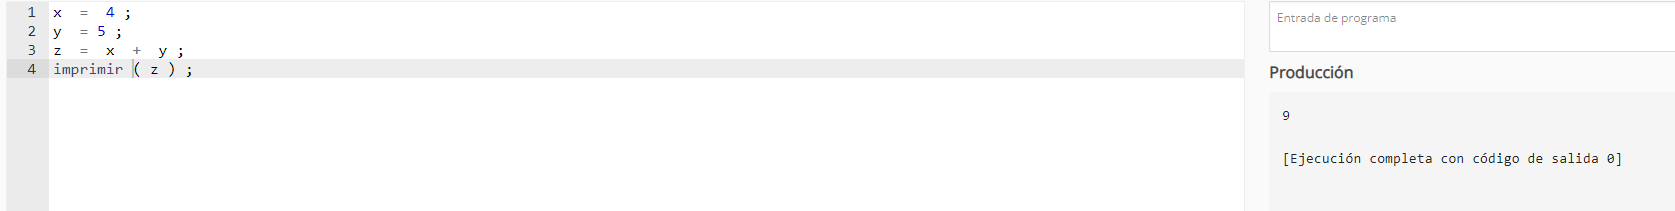 1 x = 4 ;
2 y = 5 ;
3 z = x + y ;
4 imprimir ( z ) ;
Entrada de programa
Producción
9
[Ejecución completa con código de salida 0]